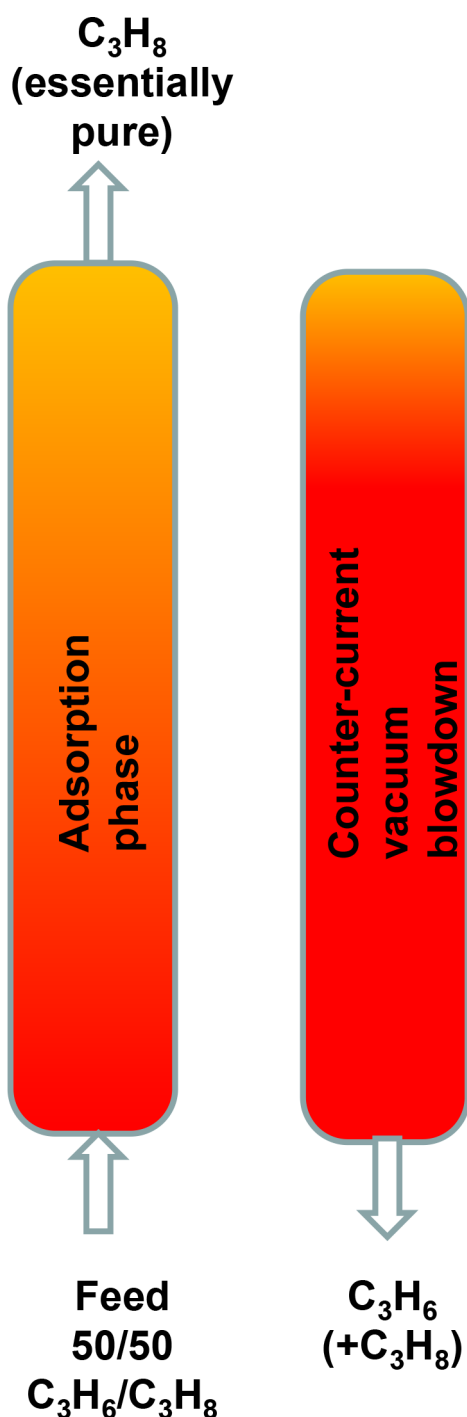 C₃H₈
(essentially
pure)
Adsorption
phase
Counter-current
vacuum
blowdown
Feed
50/50
C₃H₆/C₃H₈
C₃H₆
(+C₃H₈)